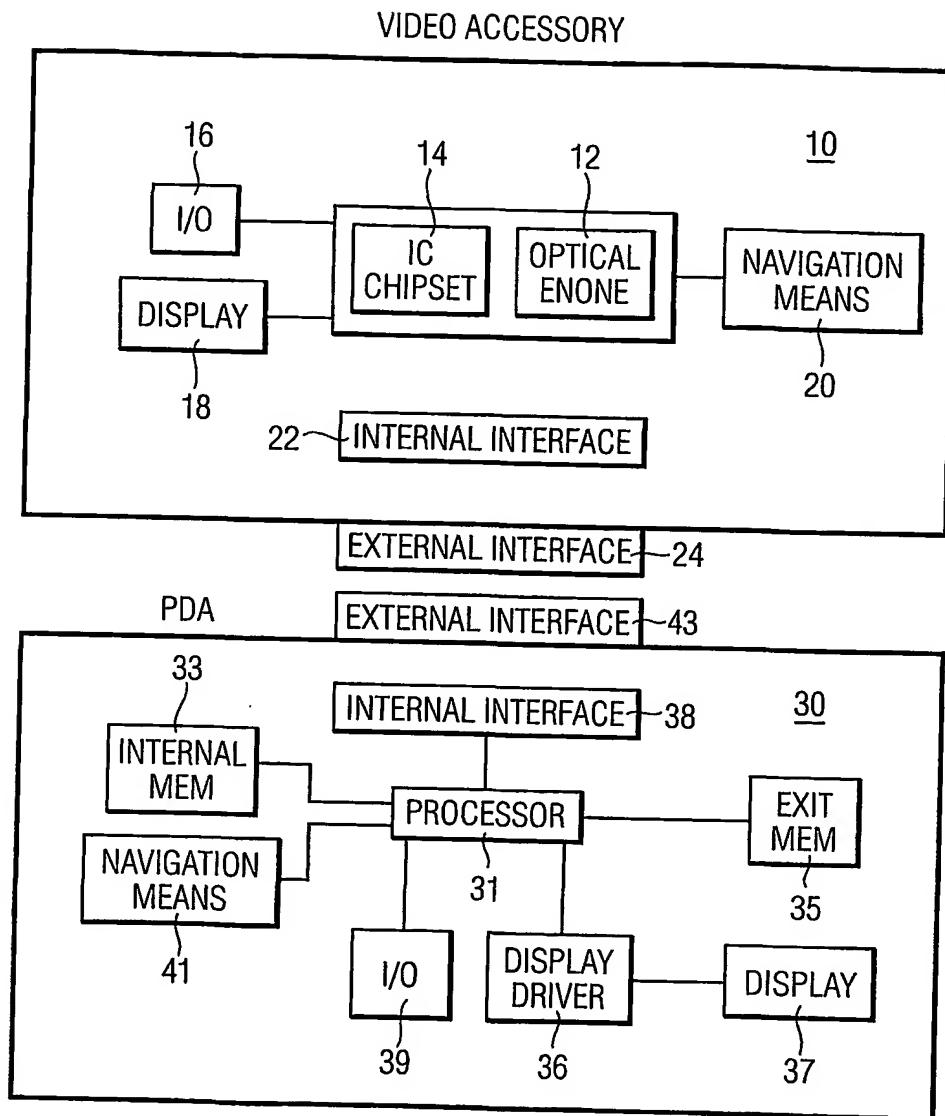 VIDEO ACCESSORY
10
16
14
12
I/O
IC
CHIPSET
OPTICAL
ENONE
NAVIGATION
MEANS
DISPLAY
18
20
22
INTERNAL INTERFACE
EXTERNAL INTERFACE
24
PDA
EXTERNAL INTERFACE
43
33
INTERNAL INTERFACE
38
30
INTERNAL
MEM
PROCESSOR
31
EXIT
MEM
35
NAVIGATION
MEANS
41
I/O
39
DISPLAY
DRIVER
36
DISPLAY
37